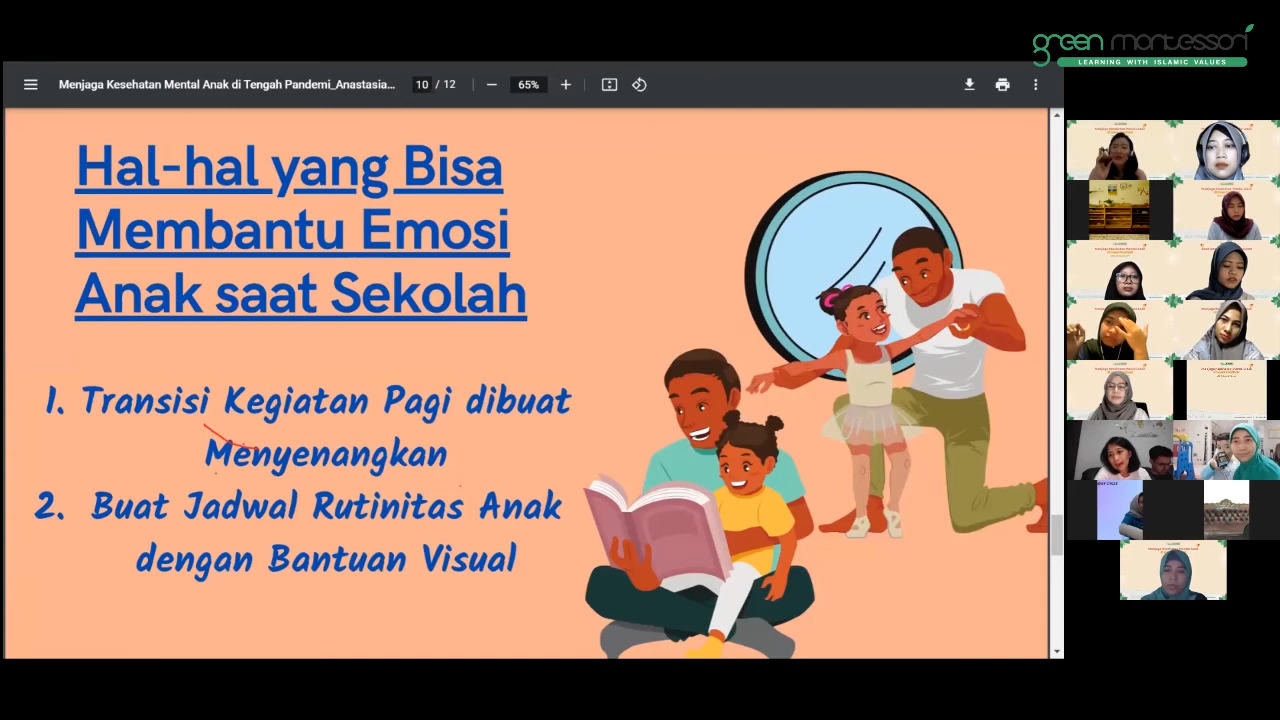 green montessori
LEARNING WITH ISLAMIC VALUES
Menjaga Kesehatan Mental Anak di Tengah Pandemi_Anastasia...
10 / 12
65%
Hal-hal yang Bisa
Membantu Emosi
Anak saat Sekolah
1. Transisi Kegiatan Pagi dibuat
Menyenangkan
2. Buat Jadwal Rutinitas Anak
dengan Bantuan Visual